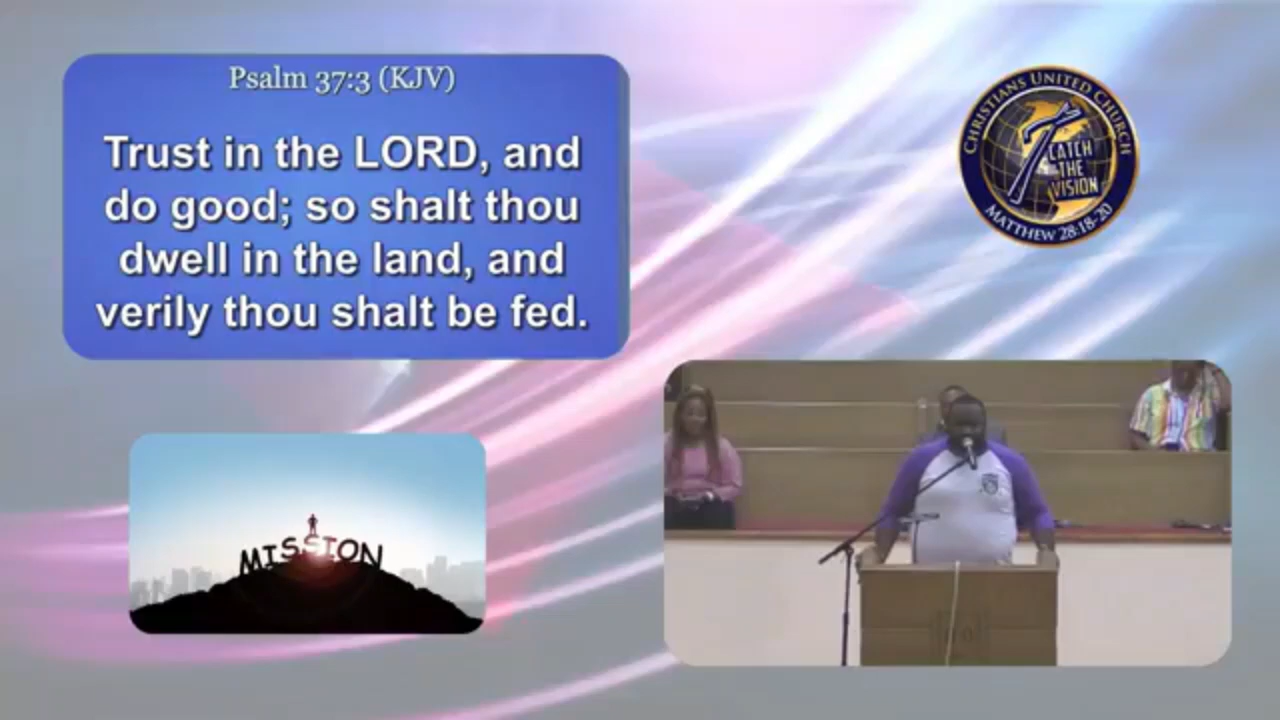 Psalm 37:3 (KJV)
Trust in the LORD, and
do good; so shalt thou
dwell in the land, and
verily thou shalt be fed.
CHRISTIANS UNITED CHURCH
CATCH
THE
VISION
MATTHEW 28:18-20
MISSION